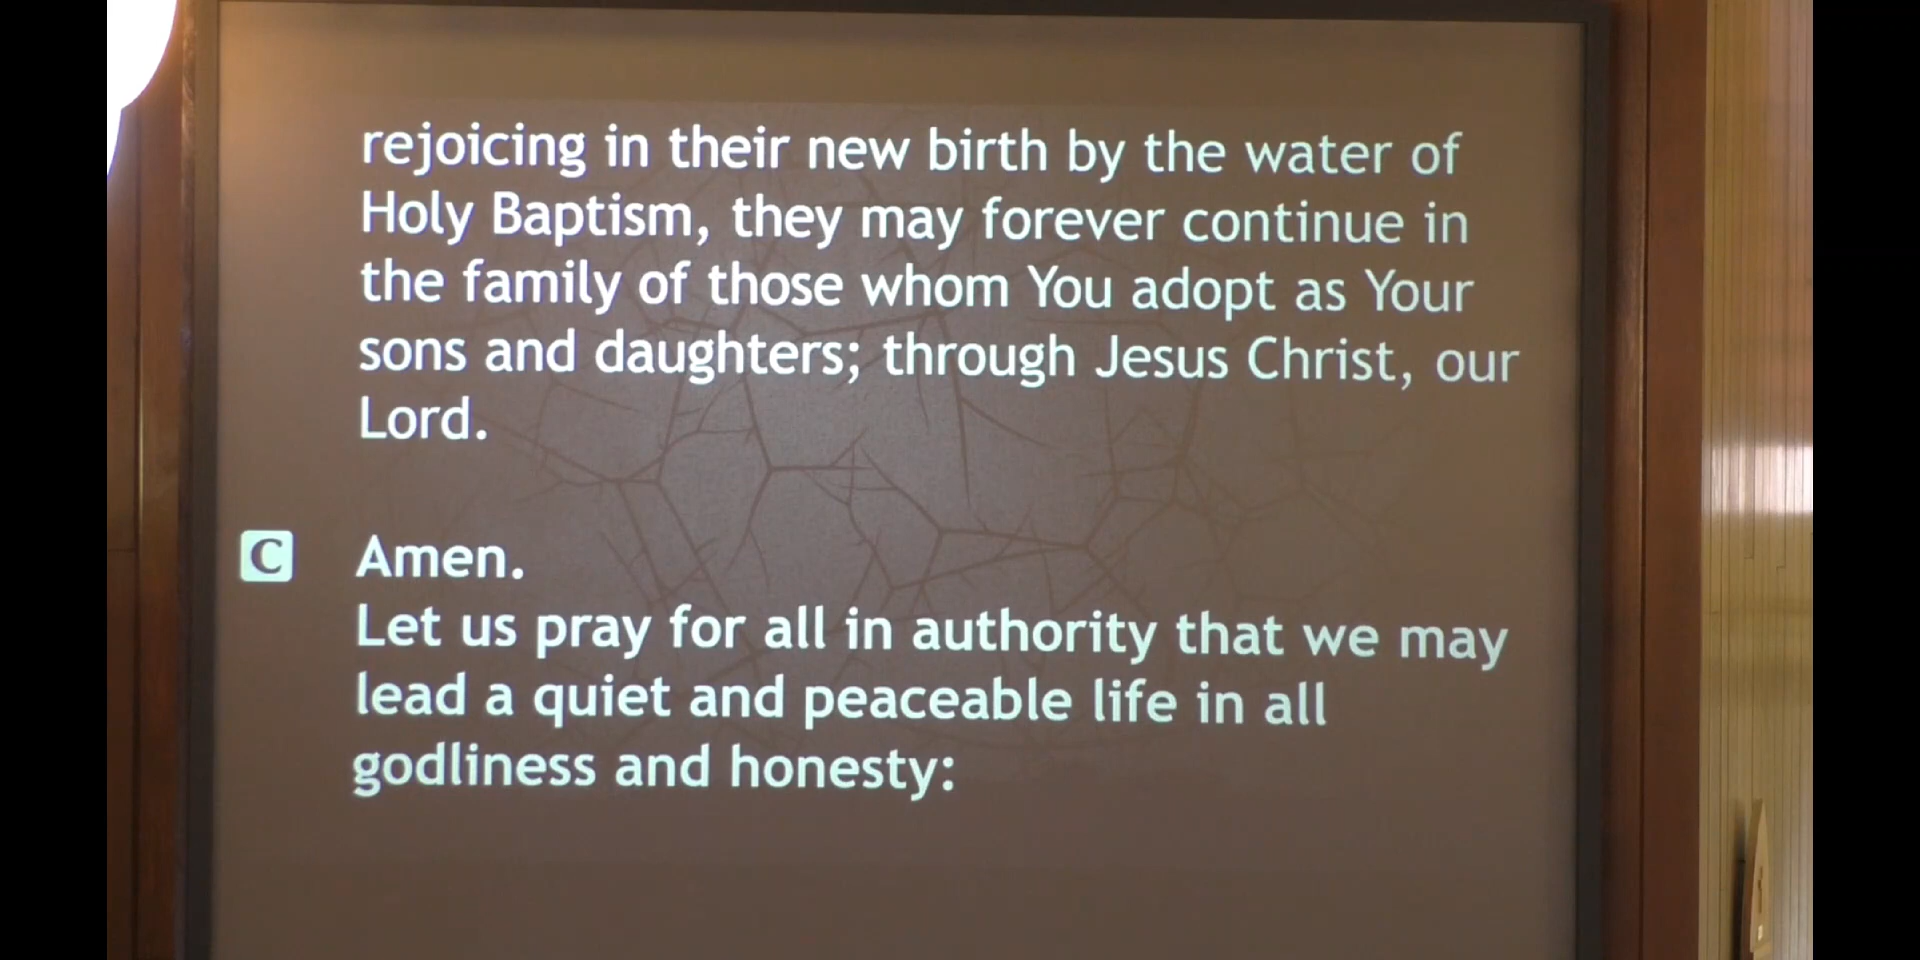 rejoicing in their new birth by the water of
Holy Baptism, they may forever continue in
the family of those whom You adopt as Your
sons and daughters; through Jesus Christ, our
Lord.
C Amen.
Let us pray for all in authority that we may
lead a quiet and peaceable life in all
godliness and honesty: